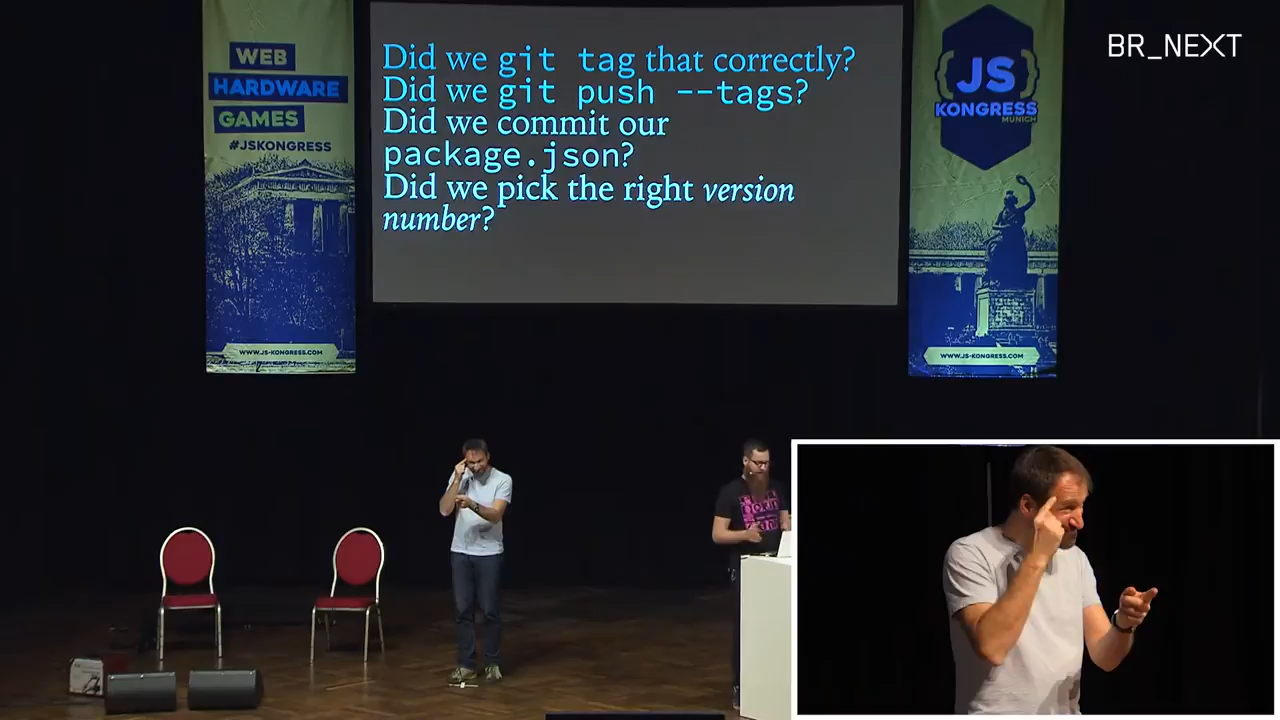 WEB
HARDWARE
GAMES
#JSKONGRESS
WWW.JS-KONGRESS.COM
Did we git tag that correctly?
Did we git push --tags?
Did we commit our
package.json?
Did we pick the right version
number?
JS
KONGRESS
MUNICH
WWW.JS-KONGRESS.COM
BR_NEXT